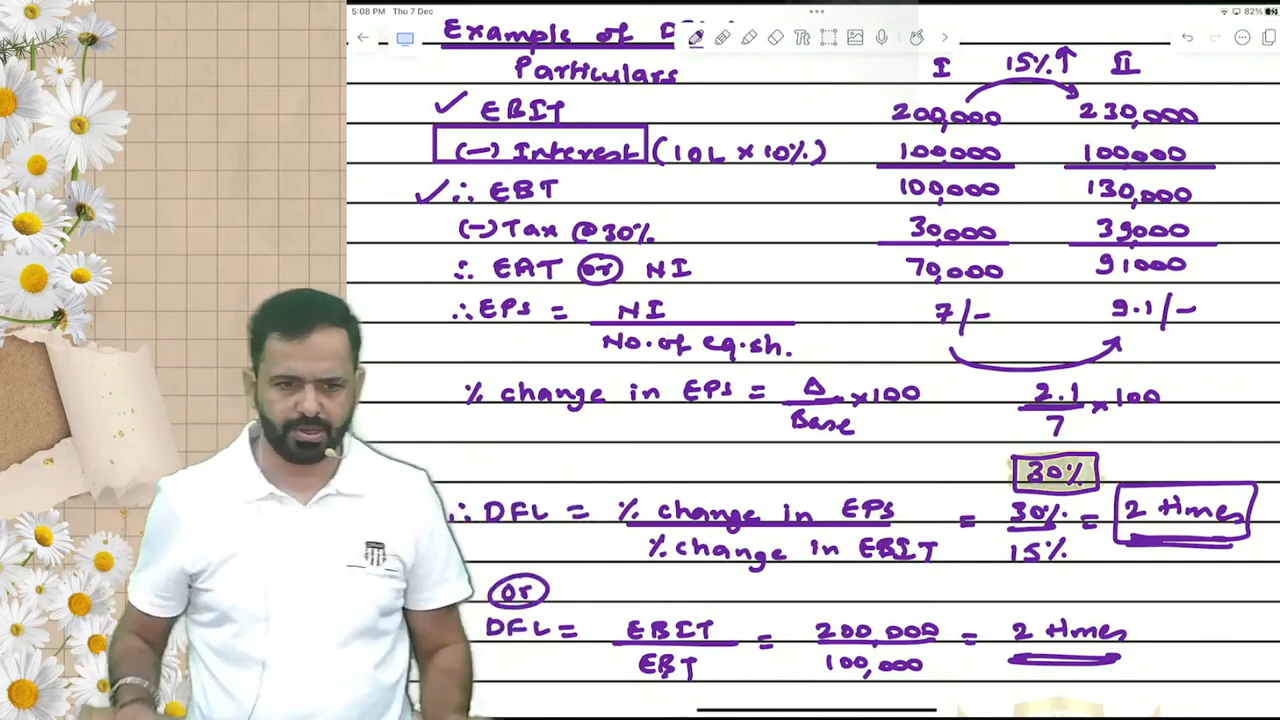 5:08 PM Thu 7 Dec
82%
Example of
Particulars I 15%↑ II
✓ EBIT 200,000 230,000
(-) Interest (10L × 10%) 100,000 100,000
✓ ∴ EBT 100,000 130,000
(-) Tax @30% 30,000 39000
∴ EAT (or) NI 70,000 91000
∴ EPS = NI / No. of eq. sh. 7/- 9.1/-
% change in EPS = Δ / Base × 100 2.1 / 7 × 100
30%
∴ DFL = % change in EPS / % change in EBIT = 30% / 15% = 2 times
(or)
DFL = EBIT / EBT = 200,000 / 100,000 = 2 times